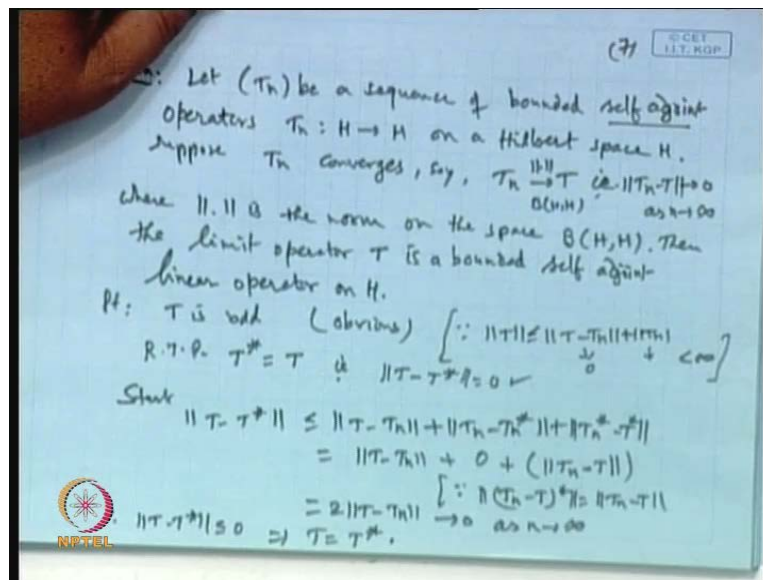 (7)
© CET
I.I.T. KGP
: Let (Tn) be a sequence of bounded self adjoint
operators Tn : H → H on a Hilbert space H.
Suppose Tn converges, say, Tn →^{||.||}_{B(H,H)} T i.e. ||Tn-T||→0
as n→∞
where ||.|| is the norm on the space B(H,H). Then
the limit operator T is a bounded self adjoint
linear operator on H.
Pf: T is bdd (obvious) [∵ ||T|| ≤ ||T-Tn||+||Tn|| <∞]
↓ 0 ↓
R.T.P. T* = T i.e. ||T-T*||=0 ✓
Start
||T-T*|| ≤ ||T-Tn|| + ||Tn-Tn*|| + ||Tn*-T*||
= ||T-Tn|| + 0 + (||Tn-T||)
[∵ ||(Tn-T)*||= ||Tn-T||
= 2||T-Tn|| →0 as n→∞
||T-T*|| ≤ 0 ⇒ T= T*.
NPTEL